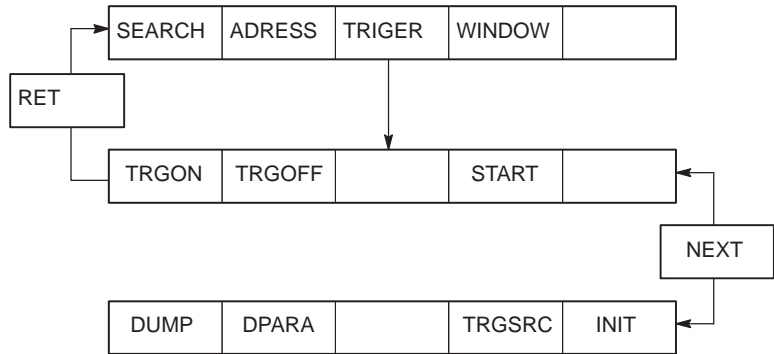 SEARCH ADRESS TRIGER WINDOW
RET
TRGON TRGOFF START
NEXT
DUMP DPARA TRGSRC INIT